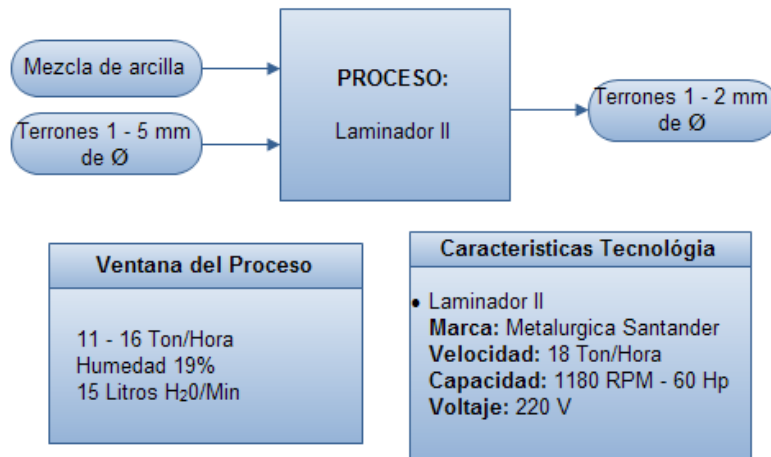 Mezcla de arcilla
Terrones 1 - 5 mm
de Ø
PROCESO:
Laminador II
Terrones 1 - 2 mm
de Ø
Ventana del Proceso
11 - 16 Ton/Hora
Humedad 19%
15 Litros H₂0/Min
Caracteristicas Tecnológia
• Laminador II
Marca: Metalurgica Santander
Velocidad: 18 Ton/Hora
Capacidad: 1180 RPM - 60 Hp
Voltaje: 220 V